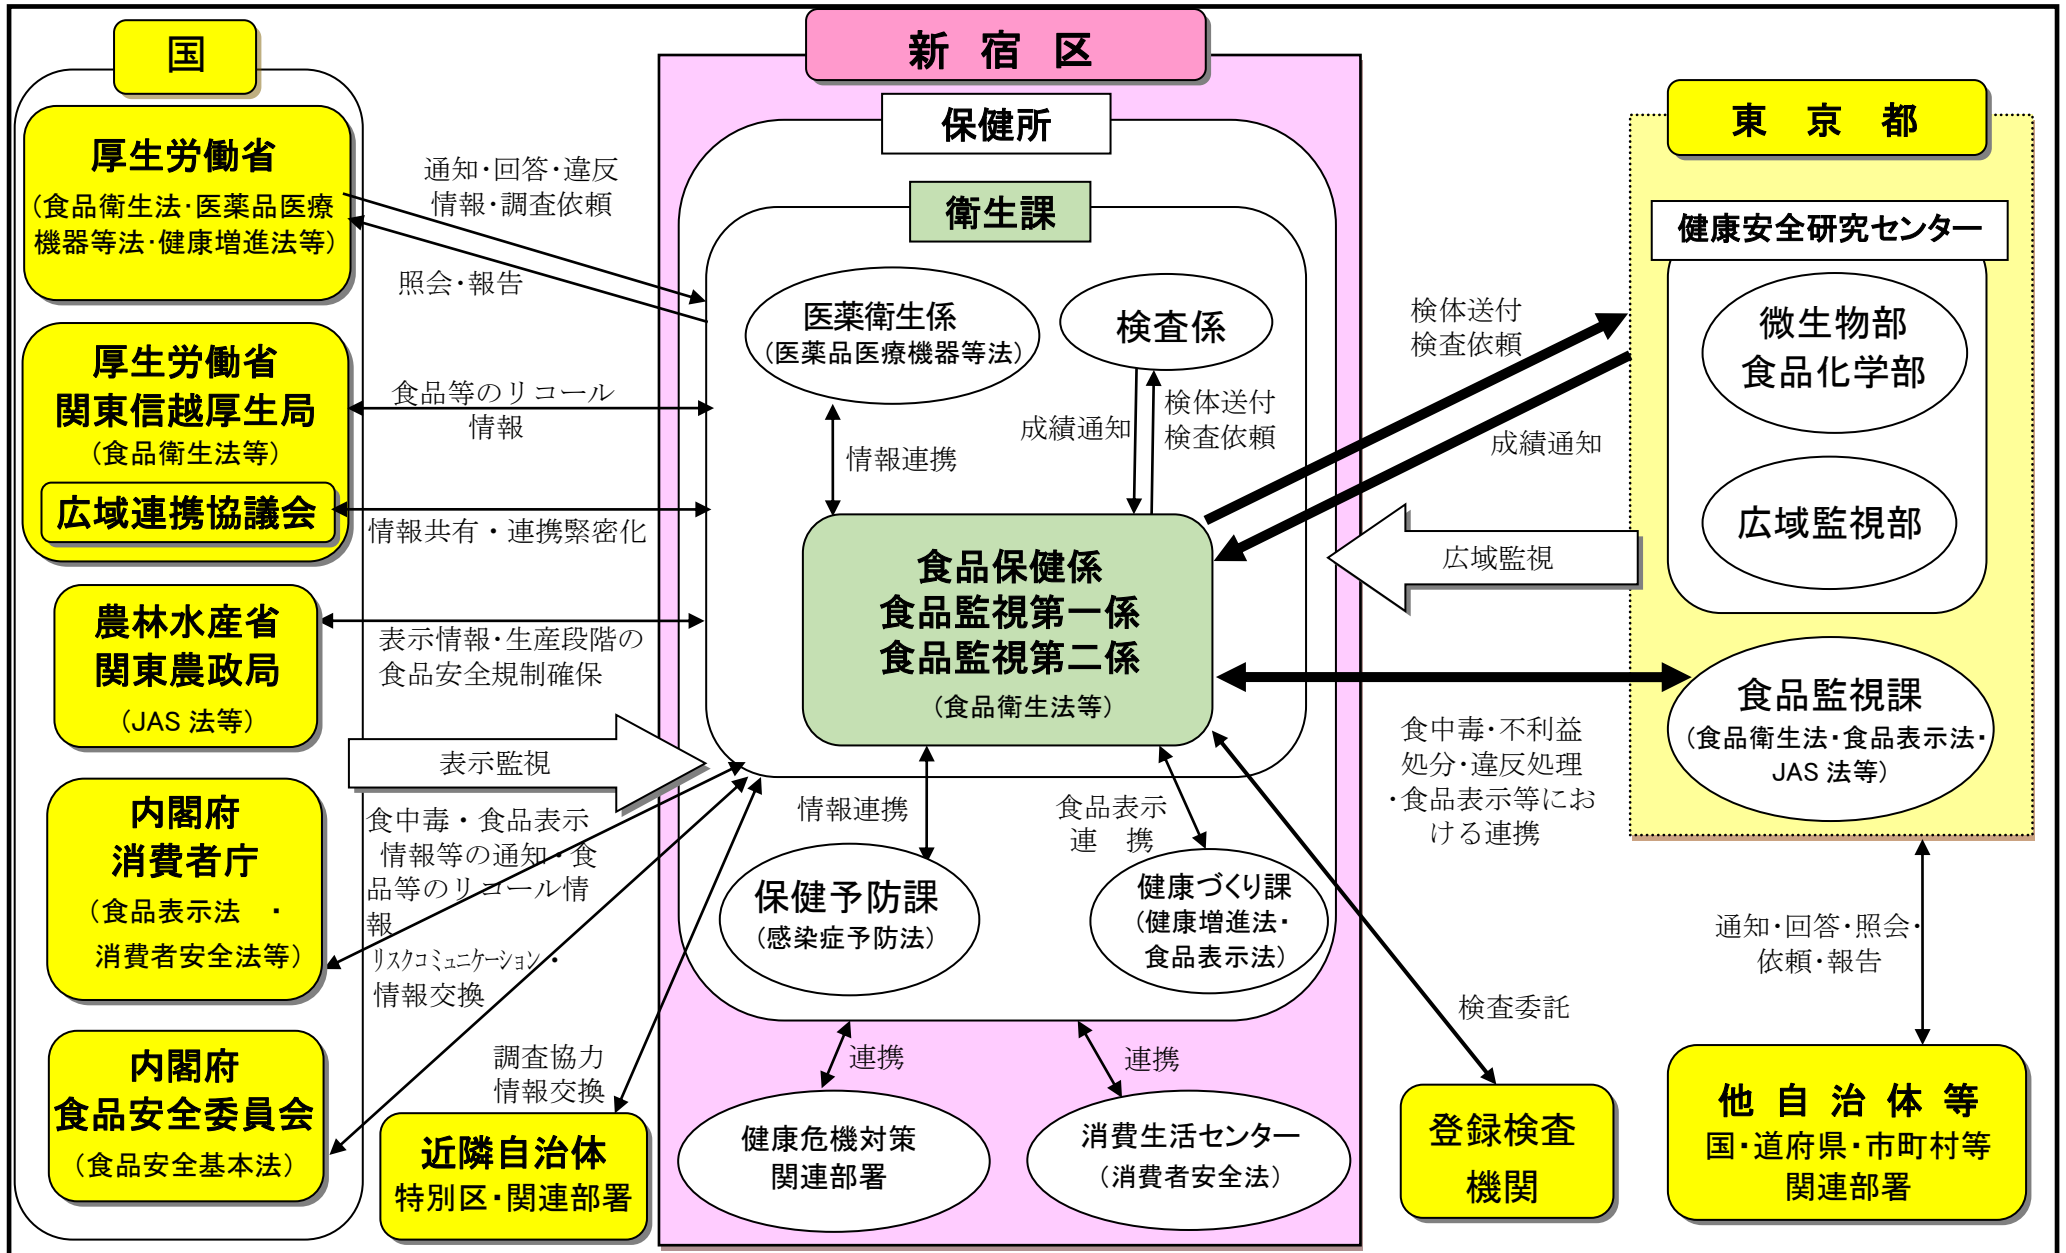 国
厚生労働省
(食品衛生法・医薬品医療
機器等法・健康増進法等)
厚生労働省
関東信越厚生局
(食品衛生法等)
広域連携協議会
農林水産省
関東農政局
(JAS 法等)
内閣府
消費者庁
(食品表示法　・
消費者安全法等)
内閣府
食品安全委員会
(食品安全基本法)
通知・回答・違反
情報・調査依頼
照会・報告
食品等のリコール
情報
情報共有・連携緊密化
表示情報・生産段階の
食品安全規制確保
表示監視
食中毒・食品表示
情報等の通知・食
品等のリコール情
報
リスクコミュニケーション・
情報交換
調査協力
情報交換
近隣自治体
特別区・関連部署
新　宿　区
保健所
衛生課
医薬衛生係
(医薬品医療機器等法)
検査係
情報連携
成績通知
検体送付
検査依頼
食品保健係
食品監視第一係
食品監視第二係
(食品衛生法等)
情報連携
食品表示
連　携
保健予防課
(感染症予防法)
健康づくり課
(健康増進法・
食品表示法)
連携
連携
健康危機対策
関連部署
消費生活センター
(消費者安全法)
東　京　都
健康安全研究センター
微生物部
食品化学部
広域監視部
検体送付
検査依頼
成績通知
広域監視
食品監視課
(食品衛生法・食品表示法・
JAS 法等)
食中毒・不利益
処分・違反処理
・食品表示等にお
ける連携
検査委託
登録検査
機関
通知・回答・照会・
依頼・報告
他 自 治 体 等
国・道府県・市町村等
関連部署